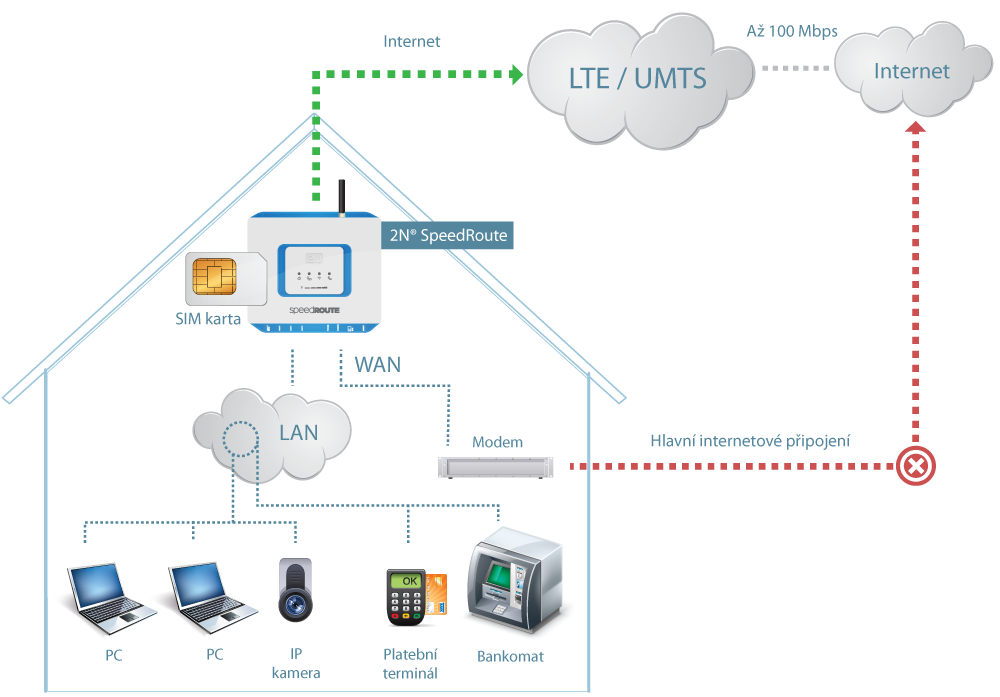 Internet
LTE / UMTS
Až 100 Mbps
Internet
2N® SpeedRoute
SIM karta
speedROUTE
WAN
LAN
Modem
Hlavní internetové připojení
OK
PC
PC
IP
kamera
Platební
terminál
Bankomat